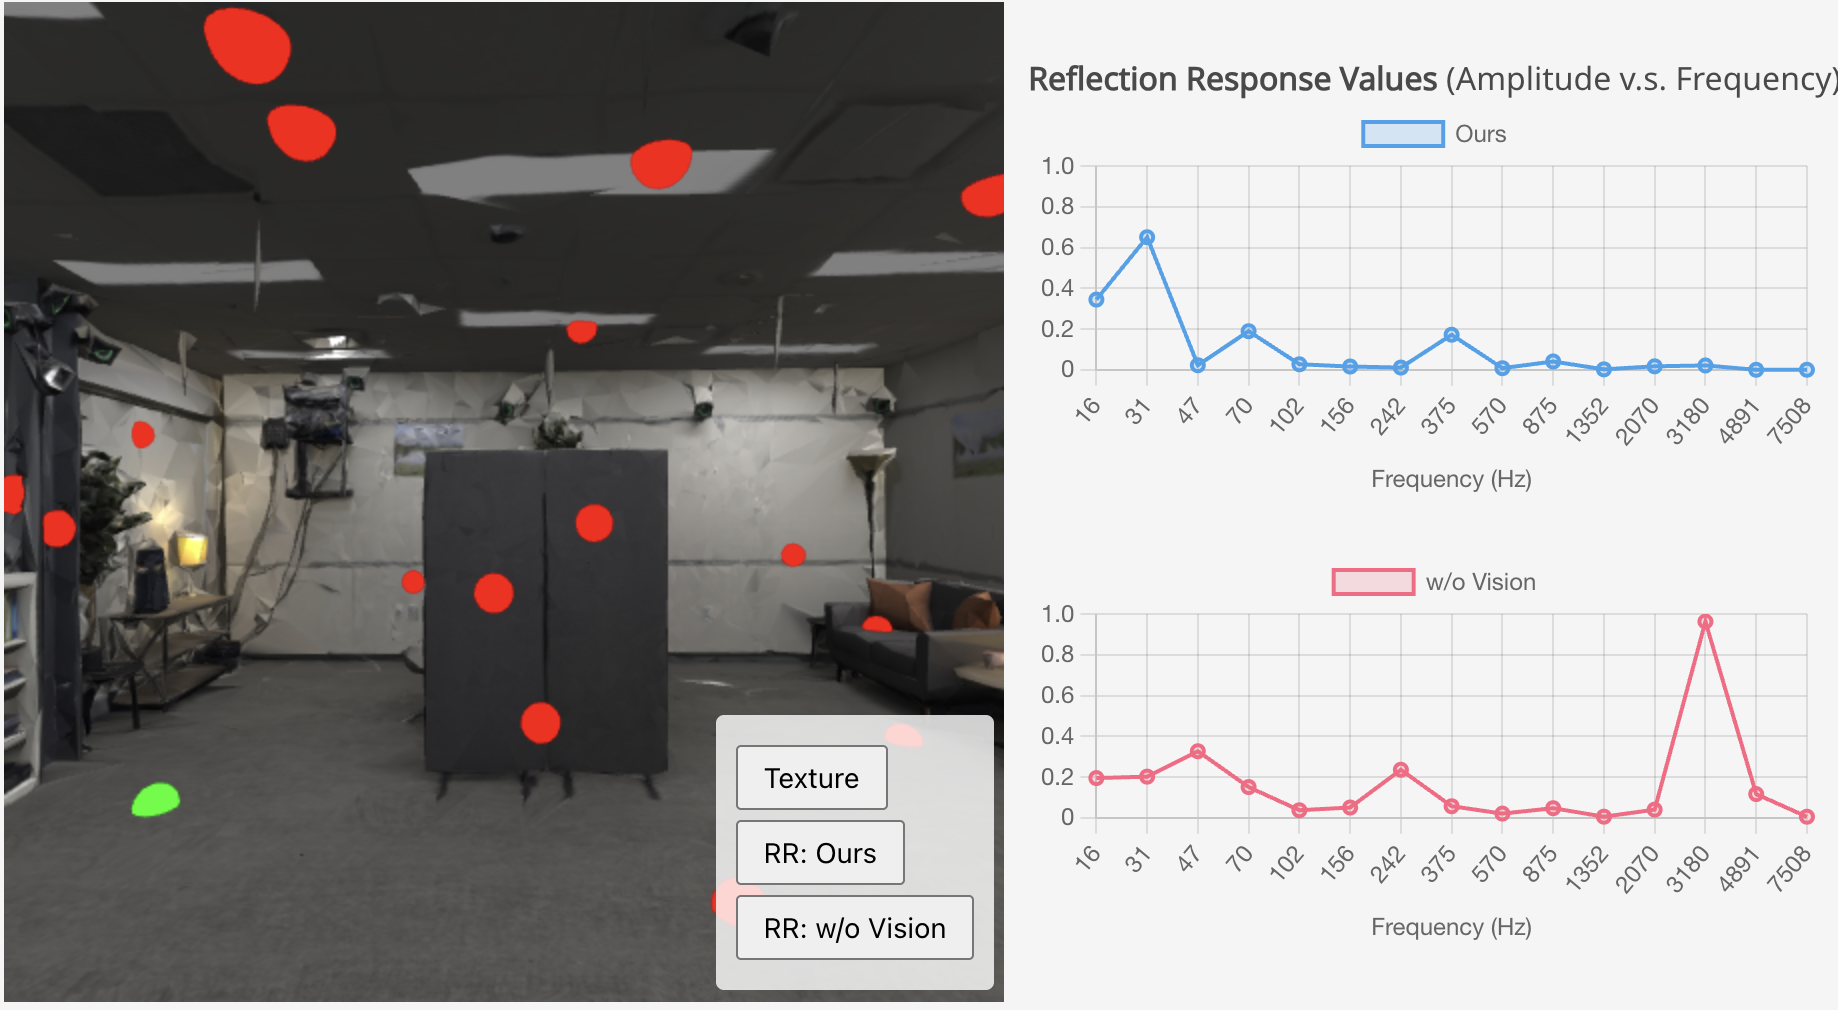 Reflection Response Values (Amplitude v.s. Frequency)
Ours
1.0
0.8
0.6
0.4
0.2
0
16 31 47 70 102 156 242 375 570 875 1352 2070 3180 4891 7508
Frequency (Hz)
w/o Vision
1.0
0.8
0.6
0.4
0.2
0
16 31 47 70 102 156 242 375 570 875 1352 2070 3180 4891 7508
Frequency (Hz)
Texture
RR: Ours
RR: w/o Vision